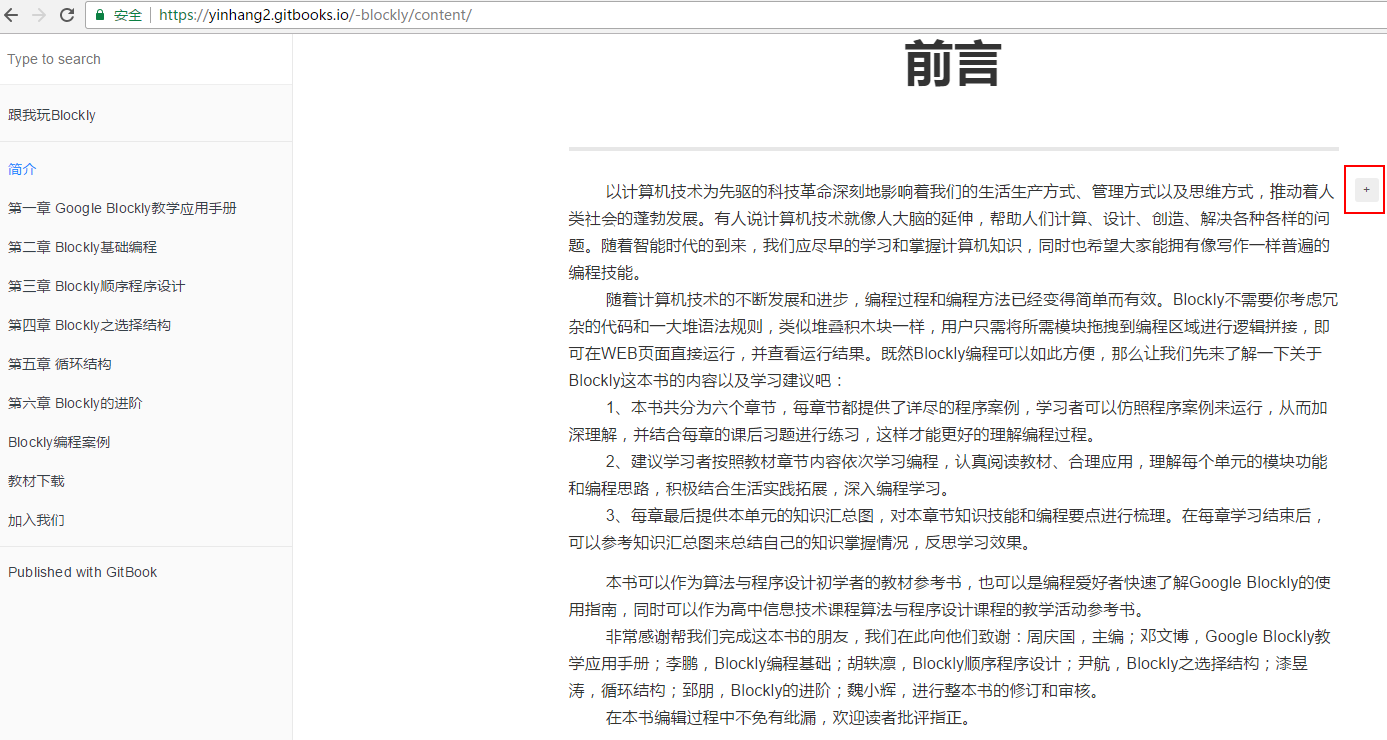 安全 https://yinhang2.gitbooks.io/-blockly/content/
Type to search
跟我玩Blockly
简介
第一章 Google Blockly教学应用手册
第二章 Blockly基础编程
第三章 Blockly顺序程序设计
第四章 Blockly之选择结构
第五章 循环结构
第六章 Blockly的进阶
Blockly编程案例
教材下载
加入我们
Published with GitBook
前言
以计算机技术为先驱的科技革命深刻地影响着我们的生活生产方式、管理方式以及思维方式，推动着人
类社会的蓬勃发展。有人说计算机技术就像人大脑的延伸，帮助人们计算、设计、创造、解决各种各样的问
题。随着智能时代的到来，我们应尽早的学习和掌握计算机知识，同时也希望大家能拥有像写作一样普遍的
编程技能。
随着计算机技术的不断发展和进步，编程过程和编程方法已经变得简单而有效。Blockly不需要你考虑冗
杂的代码和一大堆语法规则，类似堆叠积木块一样，用户只需将所需模块拖拽到编程区域进行逻辑拼接，即
可在WEB页面直接运行，并查看运行结果。既然Blockly编程可以如此方便，那么让我们先来了解一下关于
Blockly这本书的内容以及学习建议吧：
1、本书共分为六个章节，每章节都提供了详尽的程序案例，学习者可以仿照程序案例来运行，从而加
深理解，并结合每章的课后习题进行练习，这样才能更好的理解编程过程。
2、建议学习者按照教材章节内容依次学习编程，认真阅读教材、合理应用，理解每个单元的模块功能
和编程思路，积极结合生活实践拓展，深入编程学习。
3、每章最后提供本单元的知识汇总图，对本章节知识技能和编程要点进行梳理。在每章学习结束后，
可以参考知识汇总图来总结自己的知识掌握情况，反思学习效果。
本书可以作为算法与程序设计初学者的教材参考书，也可以是编程爱好者快速了解Google Blockly的使
用指南，同时可以作为高中信息技术课程算法与程序设计课程的教学活动参考书。
非常感谢帮我们完成这本书的朋友，我们在此向他们致谢：周庆国，主编；邓文博，Google Blockly教
学应用手册；李鹏，Blockly编程基础；胡轶凛，Blockly顺序程序设计；尹航，Blockly之选择结构；漆昱
涛，循环结构；郅朋，Blockly的进阶；魏小辉，进行整本书的修订和审核。
在本书编辑过程中不免有纰漏，欢迎读者批评指正。
+